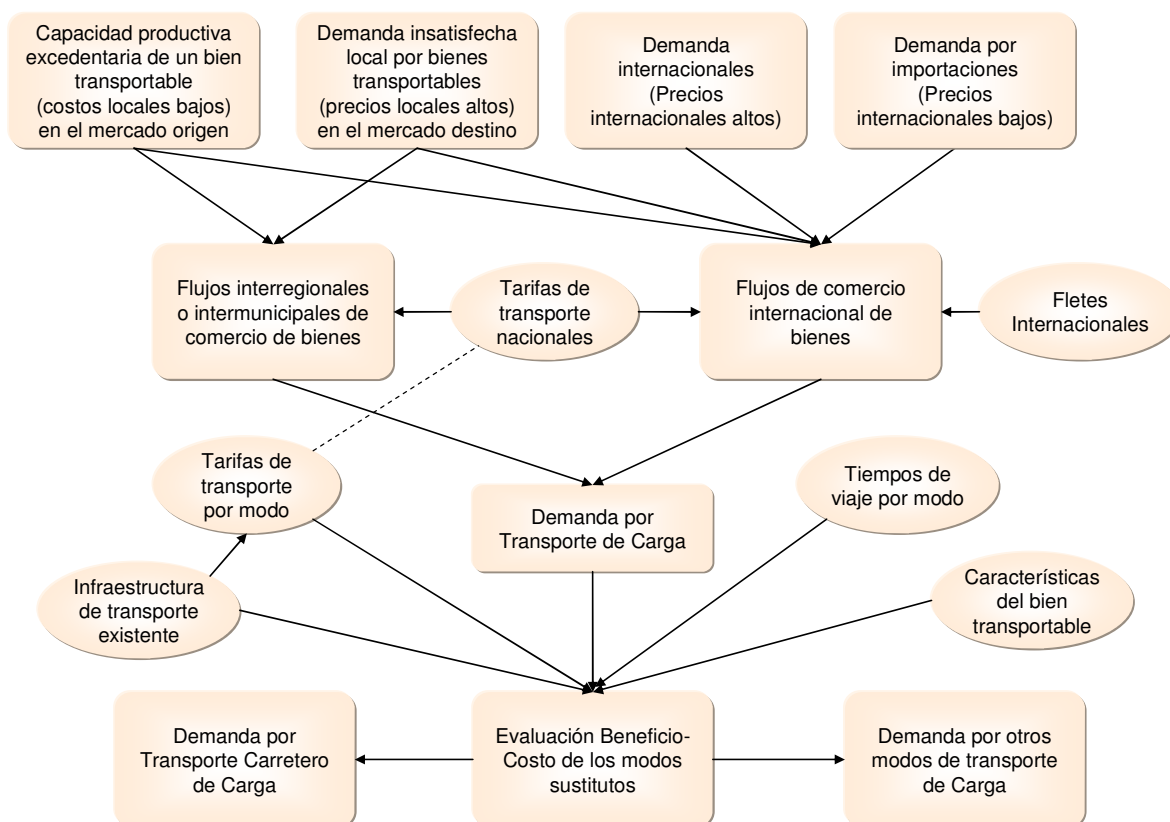 Capacidad productiva
excedentaria de un bien
transportable
(costos locales bajos)
en el mercado origen
Demanda insatisfecha
local por bienes
transportables
(precios locales altos)
en el mercado destino
Demanda
internacionales
(Precios
internacionales altos)
Demanda por
importaciones
(Precios
internacionales bajos)
Flujos interregionales
o intermunicipales de
comercio de bienes
Tarifas de
transporte
nacionales
Flujos de comercio
internacional de
bienes
Fletes
Internacionales
Tarifas de
transporte
por modo
Demanda por
Transporte de Carga
Tiempos de
viaje por modo
Infraestructura
de transporte
existente
Características
del bien
transportable
Demanda por
Transporte Carretero
de Carga
Evaluación Beneficio-
Costo de los modos
sustitutos
Demanda por otros
modos de transporte
de Carga